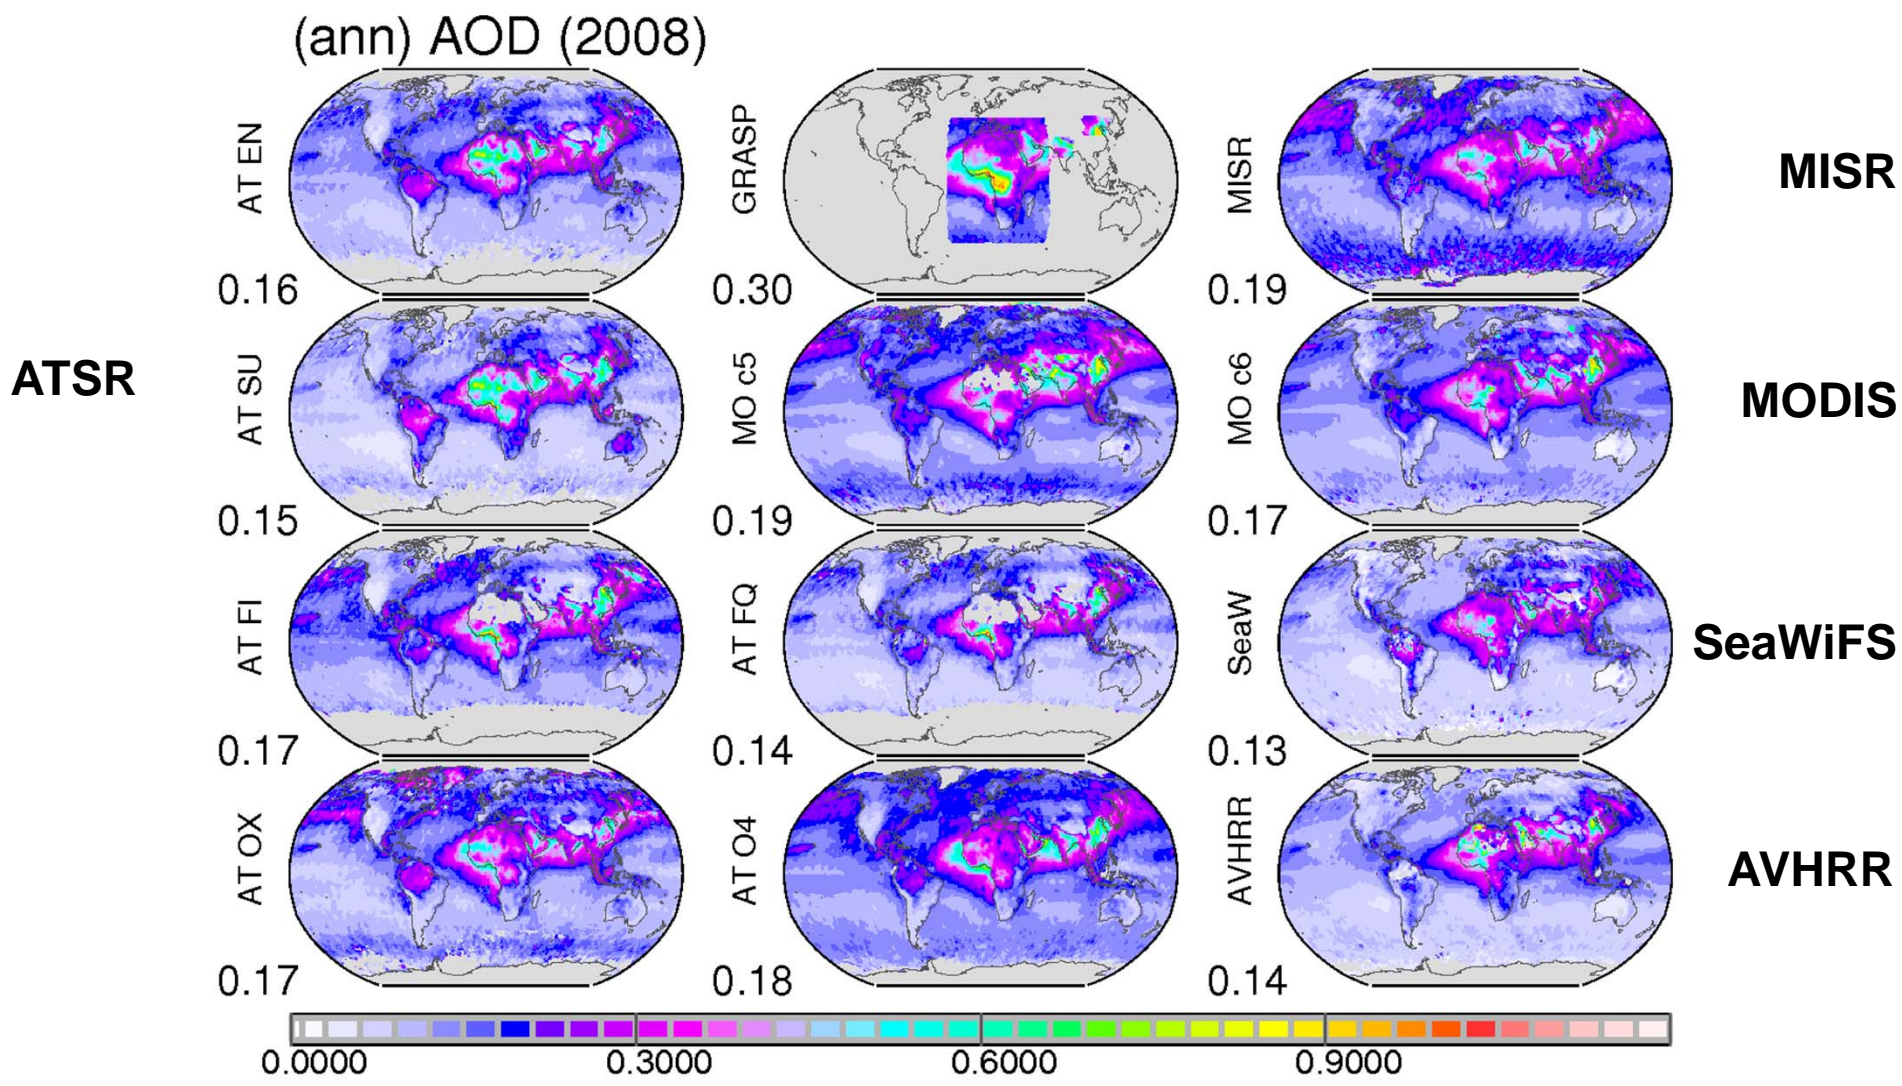 (ann) AOD (2008)
AT EN
0.16
GRASP
0.30
MISR
0.19
MISR
ATSR
AT SU
0.15
MO c5
0.19
MO c6
0.17
MODIS
AT FI
0.17
AT FQ
0.14
SeaW
0.13
SeaWiFS
AT OX
0.17
AT O4
0.18
AVHRR
0.14
AVHRR
0.0000 0.3000 0.6000 0.9000